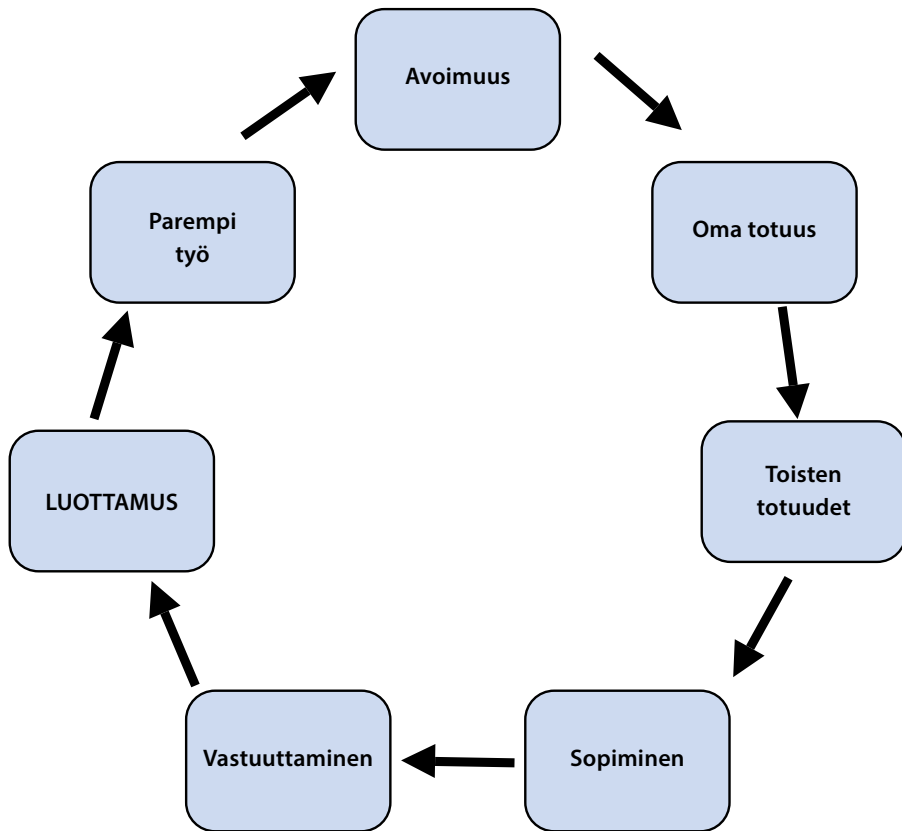 Avoimuus
Oma totuus
Toisten
totuudet
Sopiminen
Vastuuttaminen
LUOTTAMUS
Parempi
työ